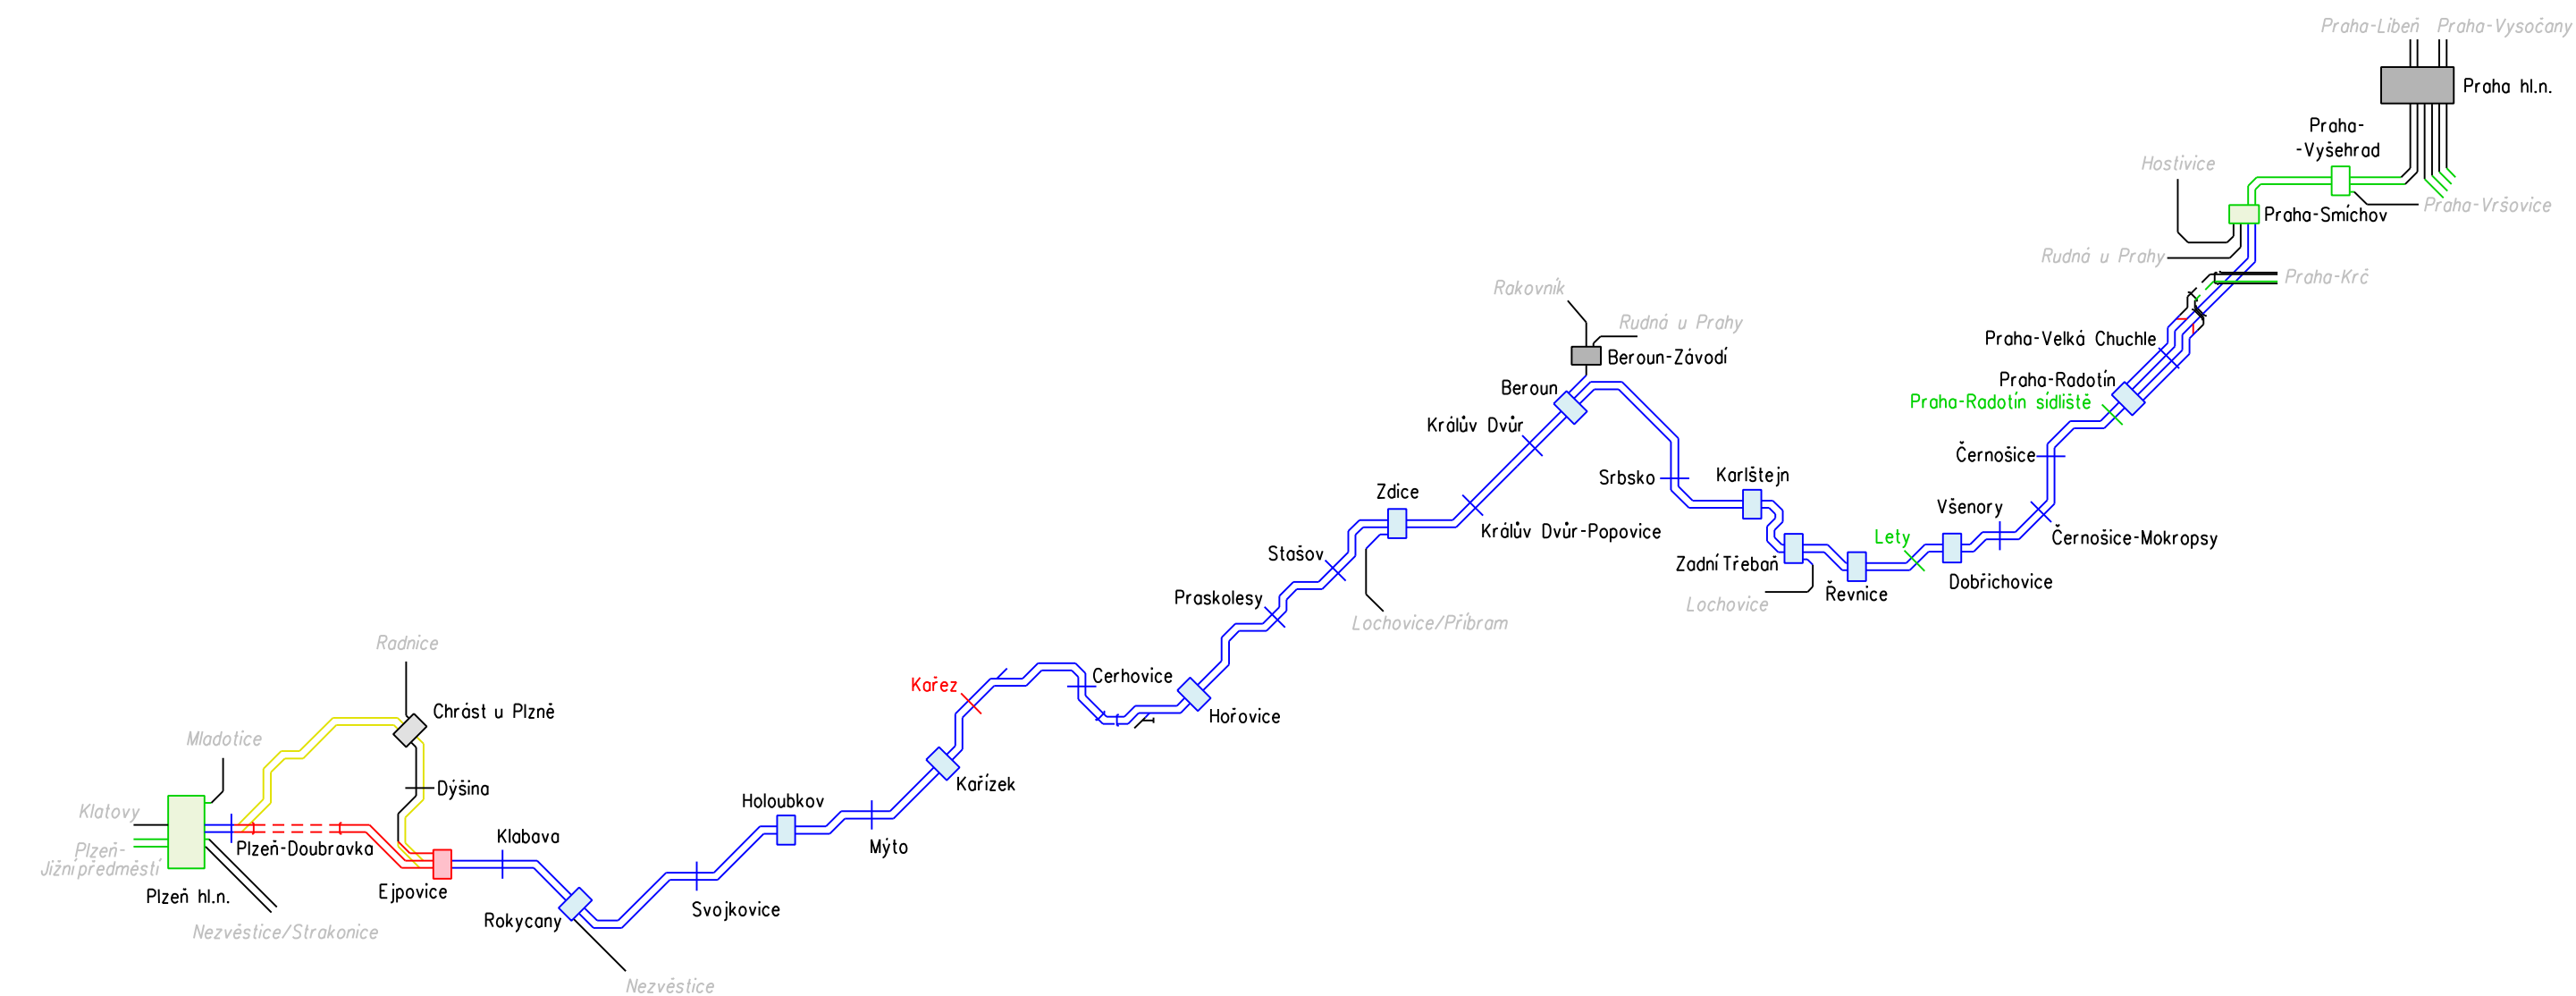 Praha-Libeň
Praha-Vysočany
Praha hl.n.
Praha-
-Vyšehrad
Hostivice
Praha-Vršovice
Praha-Smíchov
Rudná u Prahy
Praha-Krč
Rakovník
Rudná u Prahy
Praha-Velká Chuchle
Beroun-Závodí
Praha-Radotín
Beroun
Praha-Radotín sídliště
Králův Dvůr
Černošice
Srbsko
Karlštejn
Zdice
Všenory
Králův Dvůr-Popovice
Lety
Černošice-Mokropsy
Stašov
Zadní Třebaň
Dobřichovice
Praskolesy
Řevnice
Lochovice
Lochovice/Příbram
Radnice
Cerhovice
Kařez
Chrást u Plzně
Hořovice
Mladotice
Kařízek
Dýšina
Holoubkov
Klatovy
Klabava
Plzeň-Doubravka
Mýto
Plzeň-
Jižní předměstí
Ejpovice
Plzeň hl.n.
Svojkovice
Rokycany
Nezvěstice/Strakonice
Nezvěstice